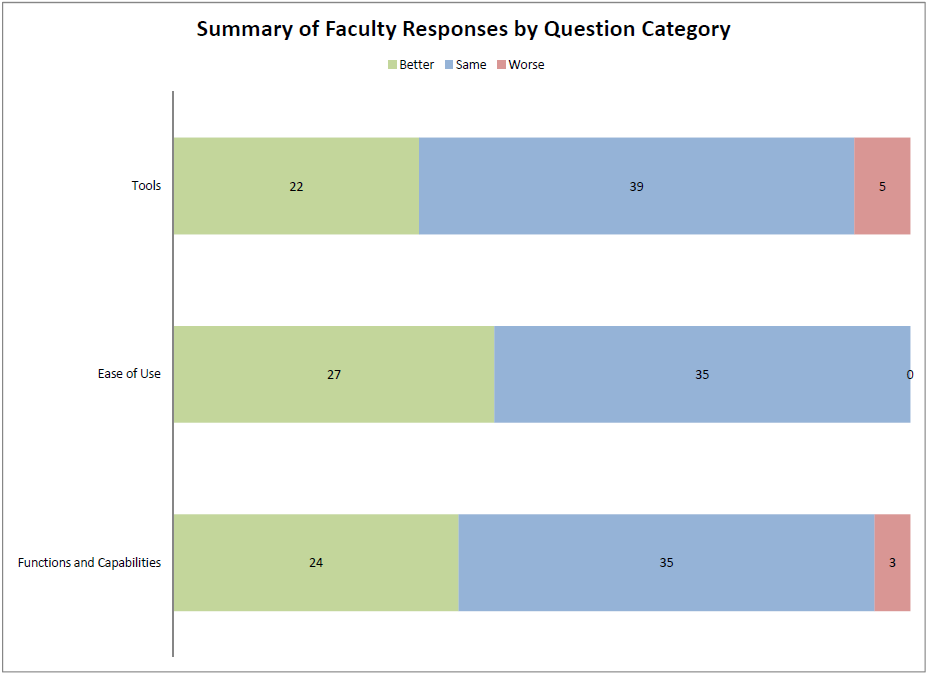 Summary of Faculty Responses by Question Category
Better Same Worse
Tools 22 39 5
Ease of Use 27 35 0
Functions and Capabilities 24 35 3